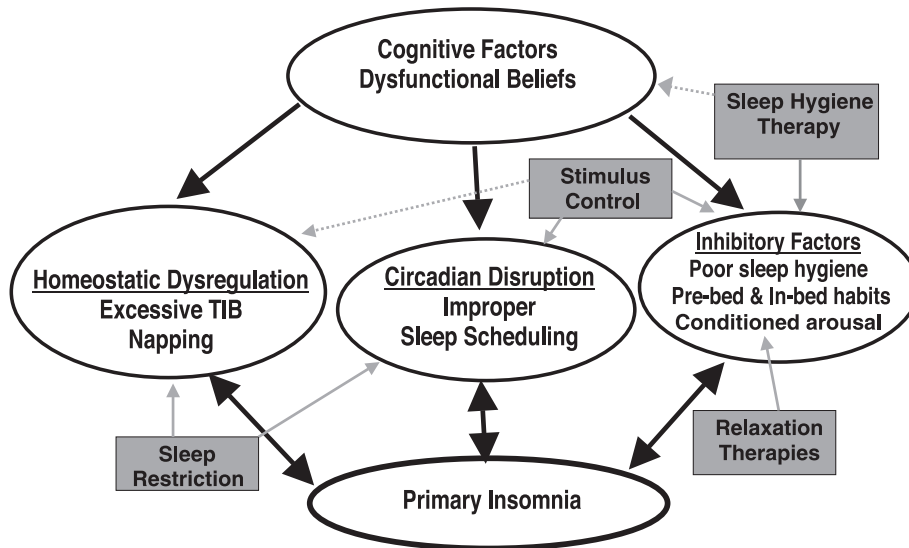 Cognitive Factors
Dysfunctional Beliefs
Sleep Hygiene
Therapy
Stimulus
Control
Homeostatic Dysregulation
Excessive TIB
Napping
Circadian Disruption
Improper
Sleep Scheduling
Inhibitory Factors
Poor sleep hygiene
Pre-bed & In-bed habits
Conditioned arousal
Sleep
Restriction
Relaxation
Therapies
Primary Insomnia